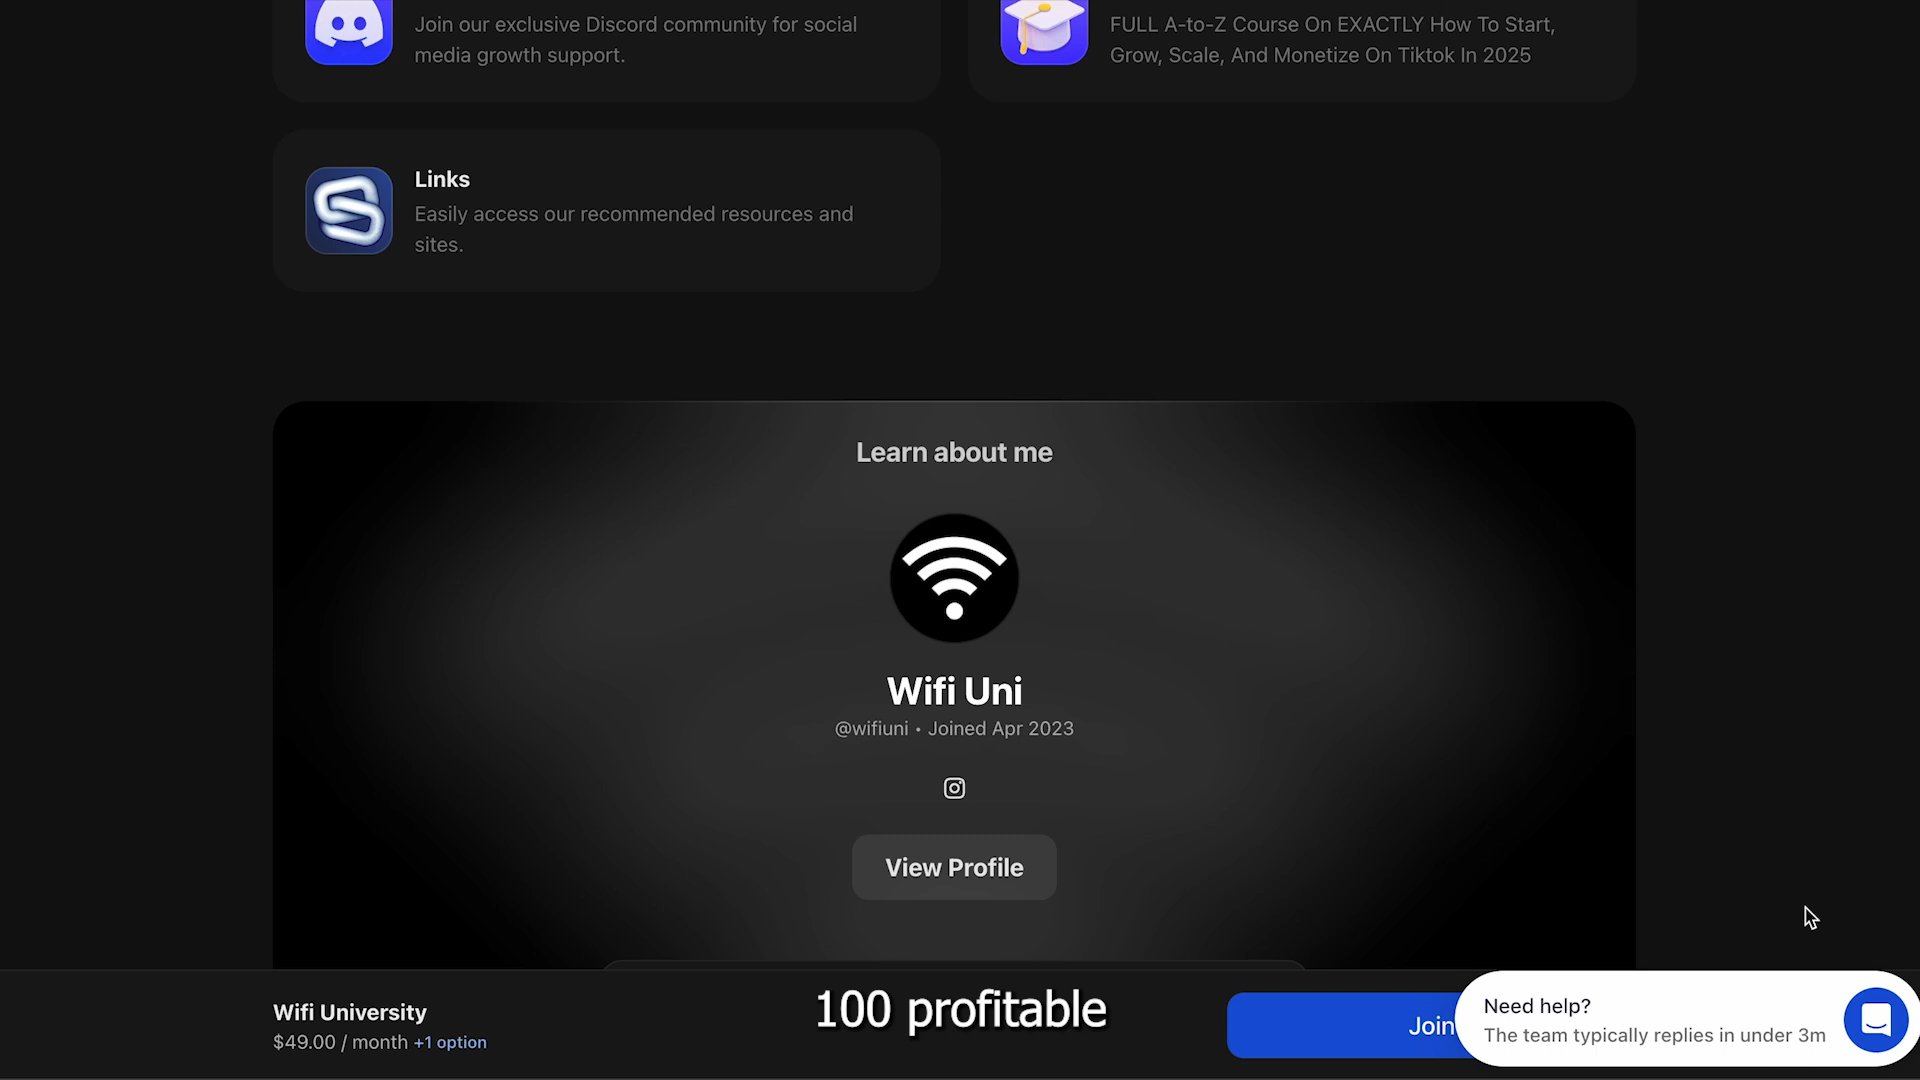 Join our exclusive Discord community for social
media growth support.
FULL A-to-Z Course On EXACTLY How To Start,
Grow, Scale, And Monetize On Tiktok In 2025
Links
Easily access our recommended resources and
sites.
Learn about me
Wifi Uni
@wifiuni • Joined Apr 2023
View Profile
Wifi University
$49.00 / month +1 option
100 profitable
Join
Need help?
The team typically replies in under 3m